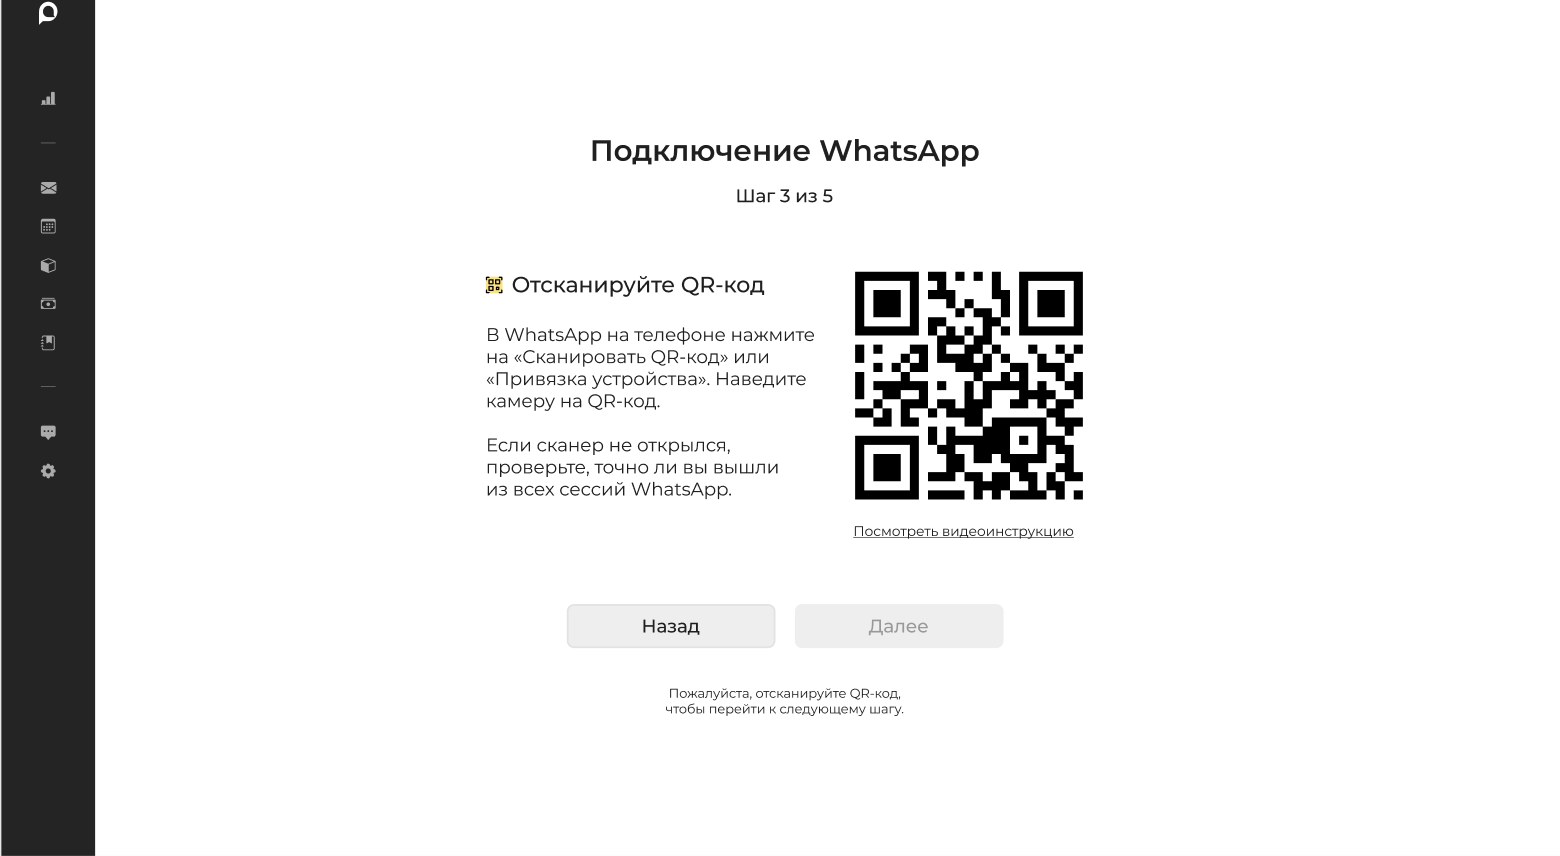 Подключение WhatsApp
Шаг 3 из 5
Отсканируйте QR-код
В WhatsApp на телефоне нажмите
на «Сканировать QR-код» или
«Привязка устройства». Наведите
камеру на QR-код.
Если сканер не открылся,
проверьте, точно ли вы вышли
из всех сессий WhatsApp.
Посмотреть видеоинструкцию
Назад
Далее
Пожалуйста, отсканируйте QR-код,
чтобы перейти к следующему шагу.